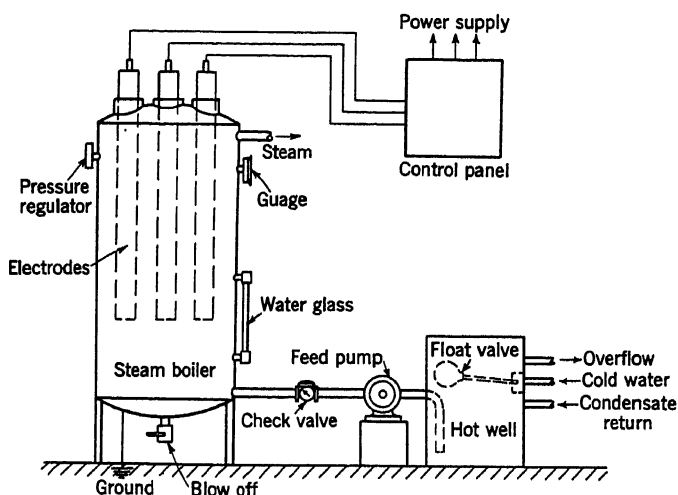 Power supply
Steam
Control panel
Pressure
regulator
Guage
Electrodes
Water glass
Steam boiler
Feed pump
Float valve
Overflow
Cold water
Condensate
return
Check valve
Hot well
Ground
Blow off